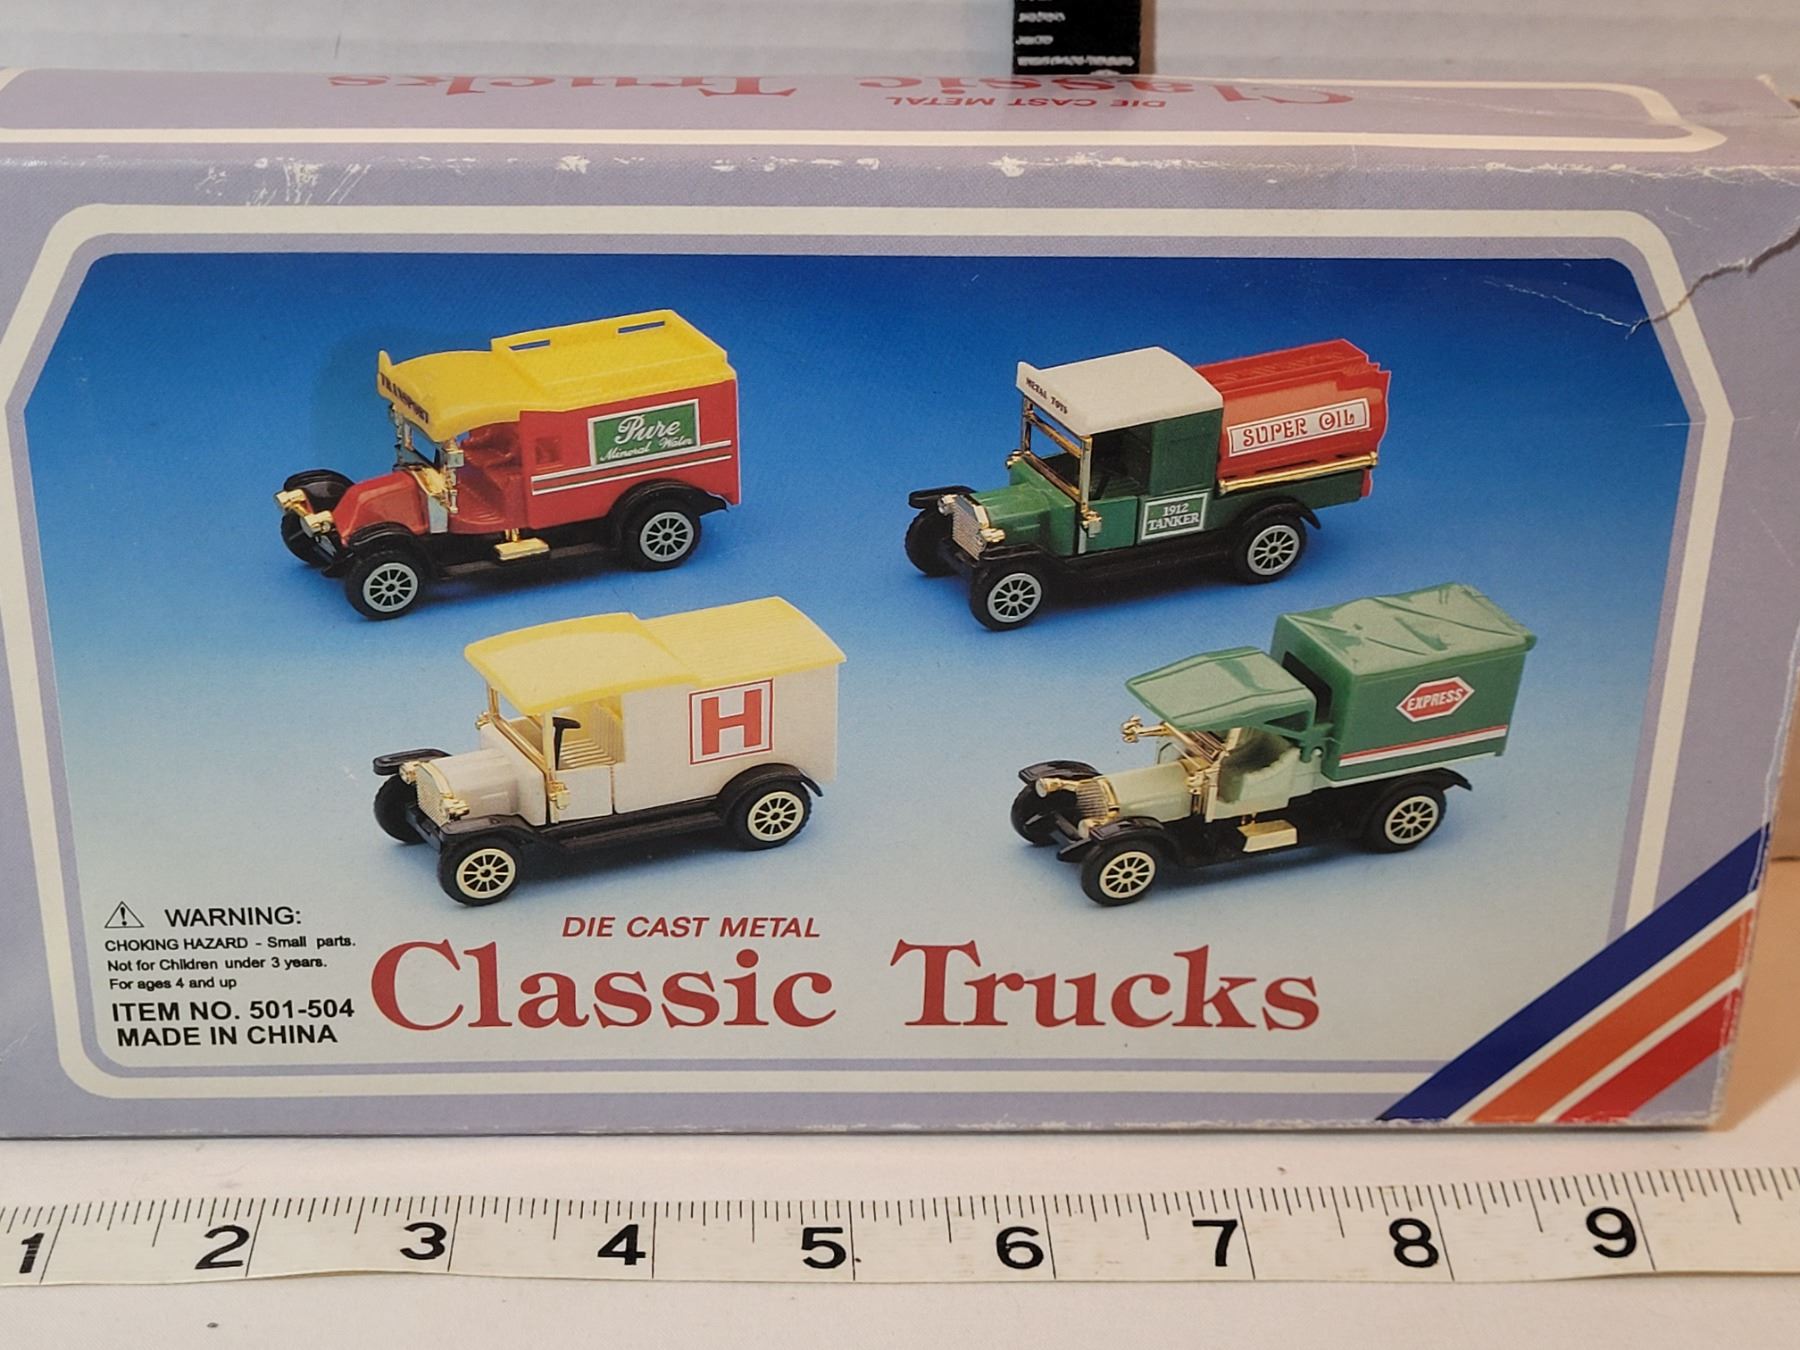 Classic Trucks
DIE CAST METAL
TRANSPORT
Pure
Mineral Water
METAL TOYS
SUPER OIL
1912
TANKER
H
EXPRESS
WARNING:
CHOKING HAZARD - Small parts.
Not for Children under 3 years.
For ages 4 and up
ITEM NO. 501-504
MADE IN CHINA
DIE CAST METAL
Classic Trucks
1 2 3 4 5 6 7 8 9